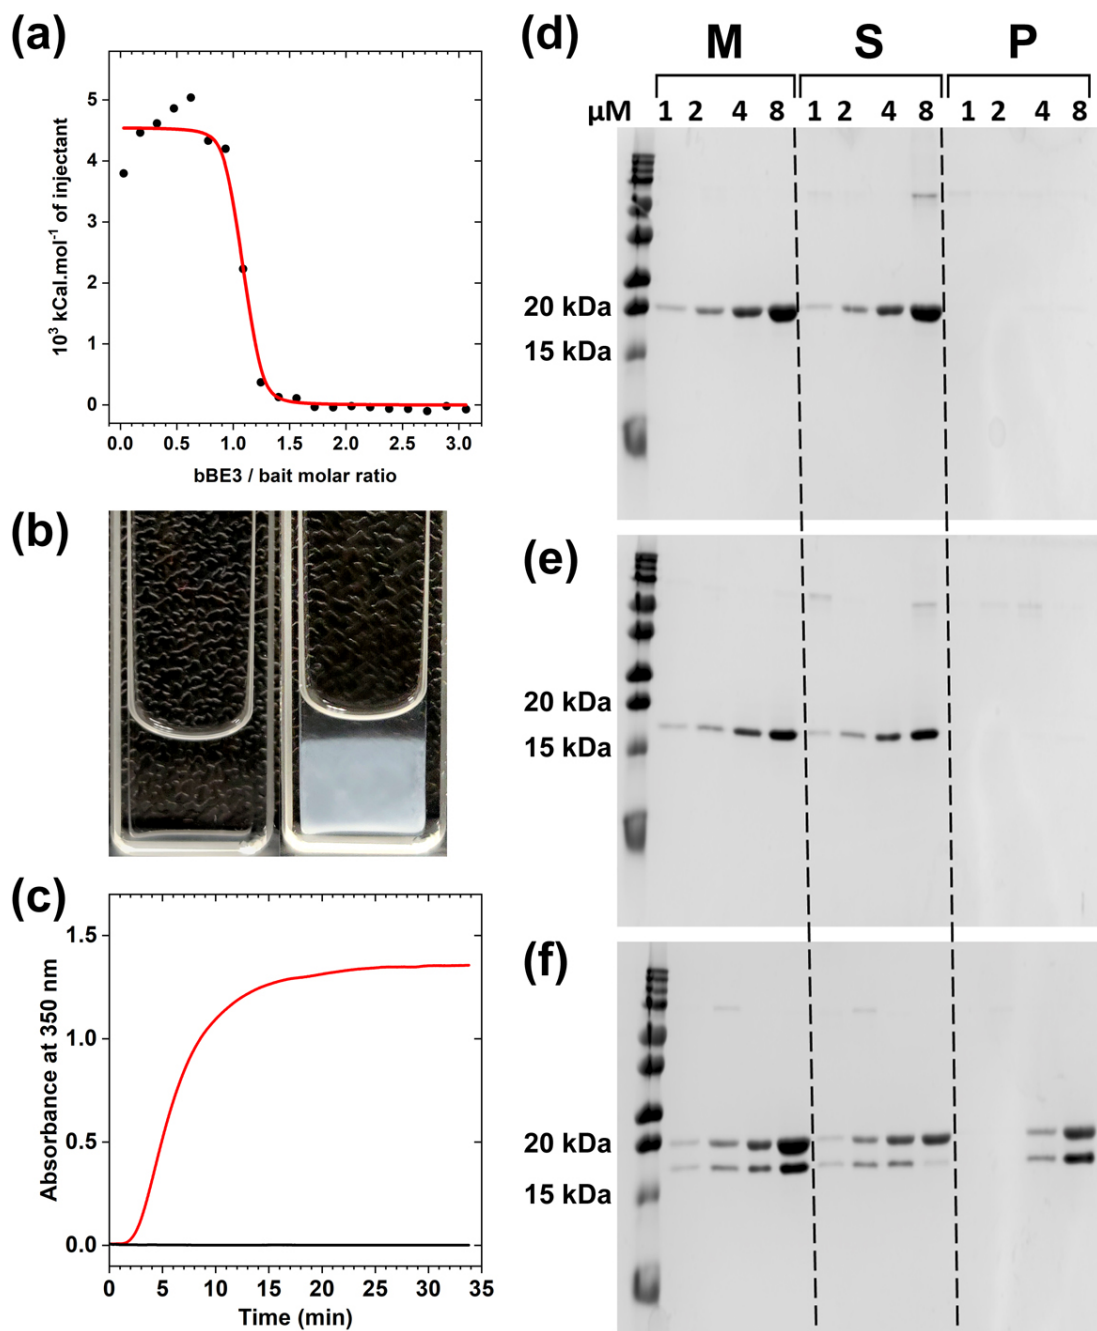 (a)
5
4
3
2
1
0
10³ kCal.mol⁻¹ of injectant
0.0 0.5 1.0 1.5 2.0 2.5 3.0
bBE3 / bait molar ratio
(b)
(c)
1.5
1.0
0.5
0.0
Absorbance at 350 nm
0 5 10 15 20 25 30 35
Time (min)
(d)
M S P
µM 1 2 4 8 1 2 4 8 1 2 4 8
20 kDa
15 kDa
(e)
20 kDa
15 kDa
(f)
20 kDa
15 kDa